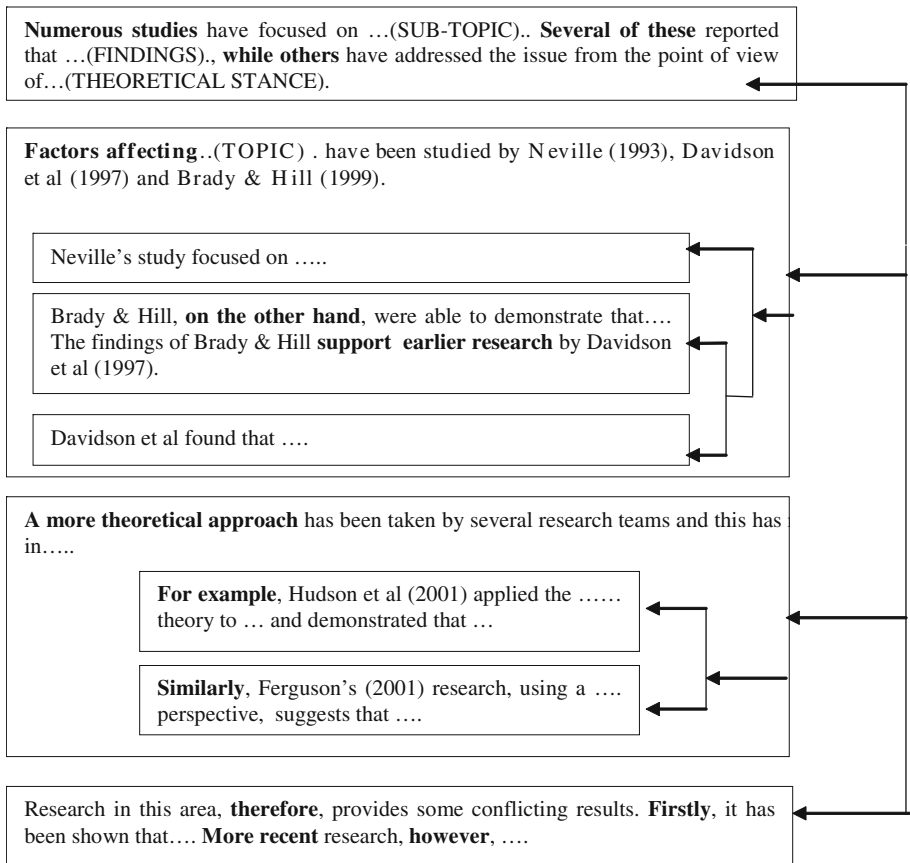 Numerous studies have focused on …(SUB-TOPIC).. Several of these reported
that …(FINDINGS)., while others have addressed the issue from the point of view
of…(THEORETICAL STANCE).
Factors affecting..(TOPIC) . have been studied by Neville (1993), Davidson
et al (1997) and Brady & Hill (1999).
Neville’s study focused on …..
Brady & Hill, on the other hand, were able to demonstrate that….
The findings of Brady & Hill support earlier research by Davidson
et al (1997).
Davidson et al found that ….
A more theoretical approach has been taken by several research teams and this has
in…..
For example, Hudson et al (2001) applied the ……
theory to … and demonstrated that …
Similarly, Ferguson’s (2001) research, using a ….
perspective, suggests that ….
Research in this area, therefore, provides some conflicting results. Firstly, it has
been shown that…. More recent research, however, ….